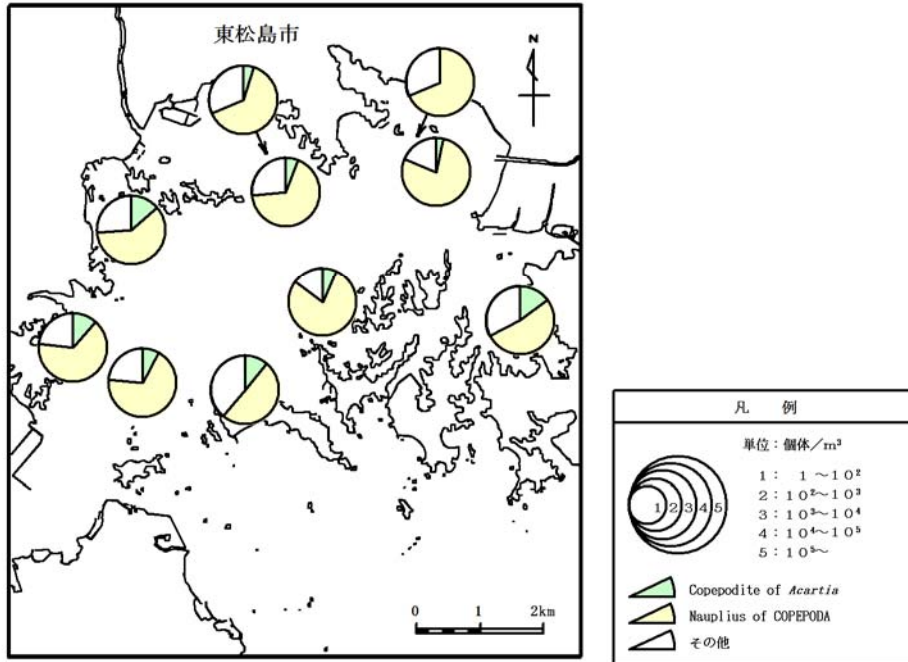 東松島市
N
0 1 2km
凡 例
単位：個体／m³
1 2 3 4 5
1： 1 ～10²
2：10²～10³
3：10³～10⁴
4：10⁴～10⁵
5：10⁵～
Copepodite of Acartia
Nauplius of COPEPODA
その他